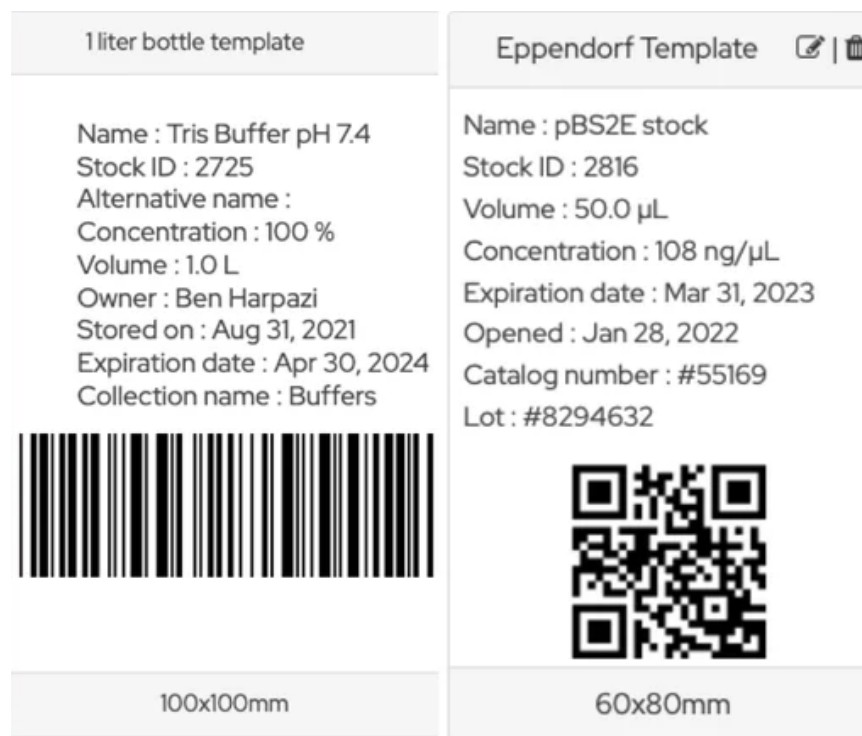 1 liter bottle template
Name : Tris Buffer pH 7.4
Stock ID : 2725
Alternative name :
Concentration : 100 %
Volume : 1.0 L
Owner : Ben Harpazi
Stored on : Aug 31, 2021
Expiration date : Apr 30, 2024
Collection name : Buffers
100x100mm
Eppendorf Template
Name : pBS2E stock
Stock ID : 2816
Volume : 50.0 µL
Concentration : 108 ng/µL
Expiration date : Mar 31, 2023
Opened : Jan 28, 2022
Catalog number : #55169
Lot : #8294632
60x80mm